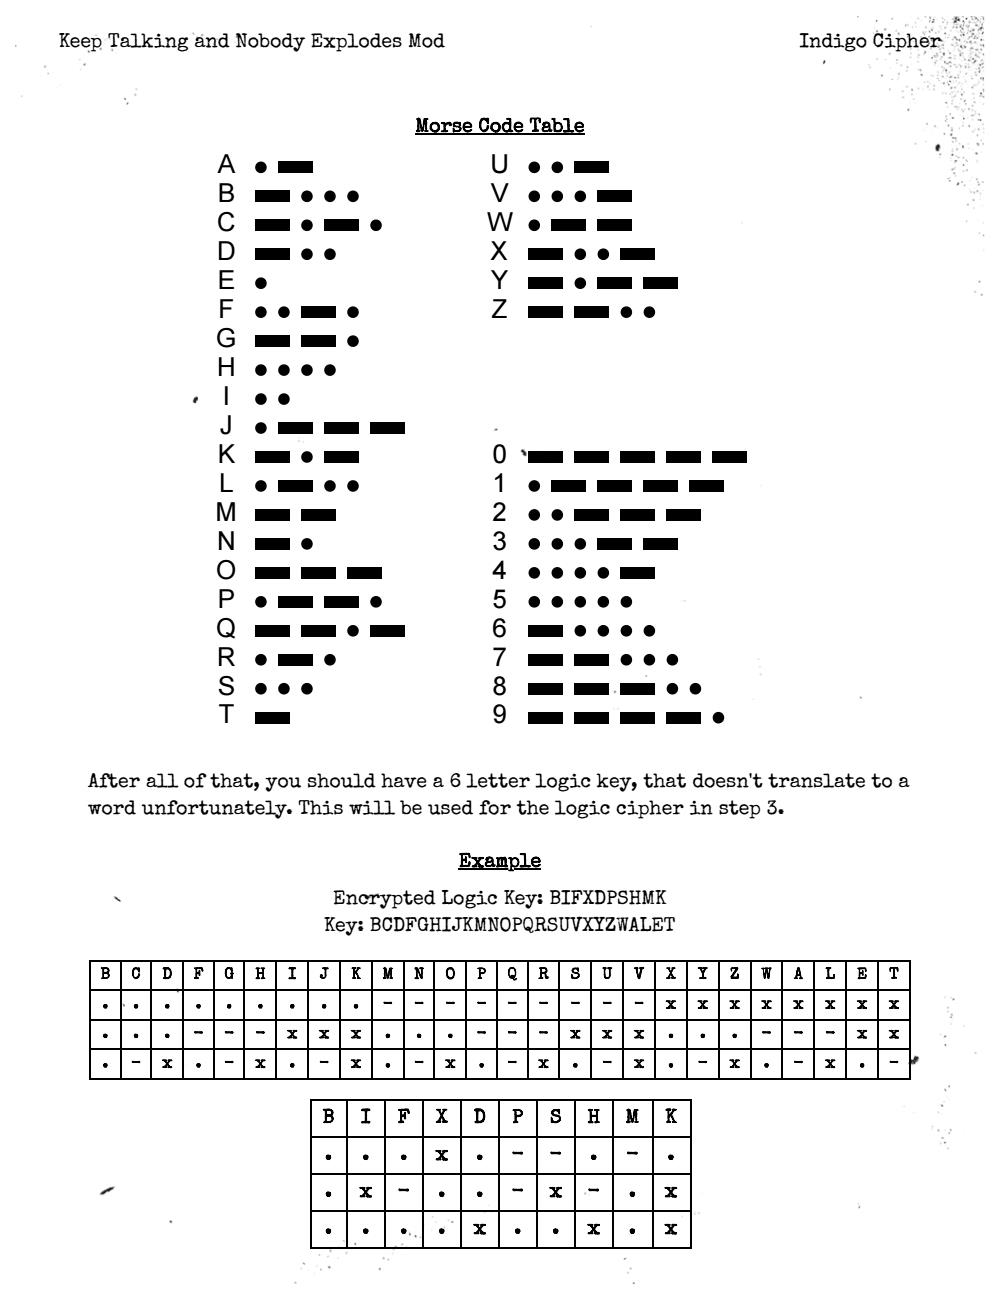 Keep Talking and Nobody Explodes Mod Indigo Cipher
Morse Code Table
A ● ▬ U ● ● ▬
B ▬ ● ● ● V ● ● ● ▬
C ▬ ● ▬ ● W ● ▬ ▬
D ▬ ● ● X ▬ ● ● ▬
E ● Y ▬ ● ▬ ▬
F ● ● ▬ ● Z ▬ ▬ ● ●
G ▬ ▬ ●
H ● ● ● ●
I ● ●
J ● ▬ ▬ ▬
K ▬ ● ▬ 0 ▬ ▬ ▬ ▬ ▬
L ● ▬ ● ● 1 ● ▬ ▬ ▬ ▬
M ▬ ▬ 2 ● ● ▬ ▬ ▬
N ▬ ● 3 ● ● ● ▬ ▬
O ▬ ▬ ▬ 4 ● ● ● ● ▬
P ● ▬ ▬ ● 5 ● ● ● ● ●
Q ▬ ▬ ● ▬ 6 ▬ ● ● ● ●
R ● ▬ ● 7 ▬ ▬ ● ● ●
S ● ● ● 8 ▬ ▬ ▬ ● ●
T ▬ 9 ▬ ▬ ▬ ▬ ●
After all of that, you should have a 6 letter logic key, that doesn't translate to a
word unfortunately. This will be used for the logic cipher in step 3.
Example
Encrypted Logic Key: BIFXDPSHMK
Key: BCDFGHIJKMNOPQRSUVXYZWALET
B C D F G H I J K M N O P Q R S U V X Y Z W A L E T
. . . . . . . . . - - - - - - - - - x x x x x x x x
. . . - - - x x x . . . - - - x x x . . . - - - x x
. - x . - x . - x . - x . - x . - x . - x . - x . -
B I F X D P S H M K
. . . x . - - . - .
. x - . . - x - . x
. . . . x . . x . x